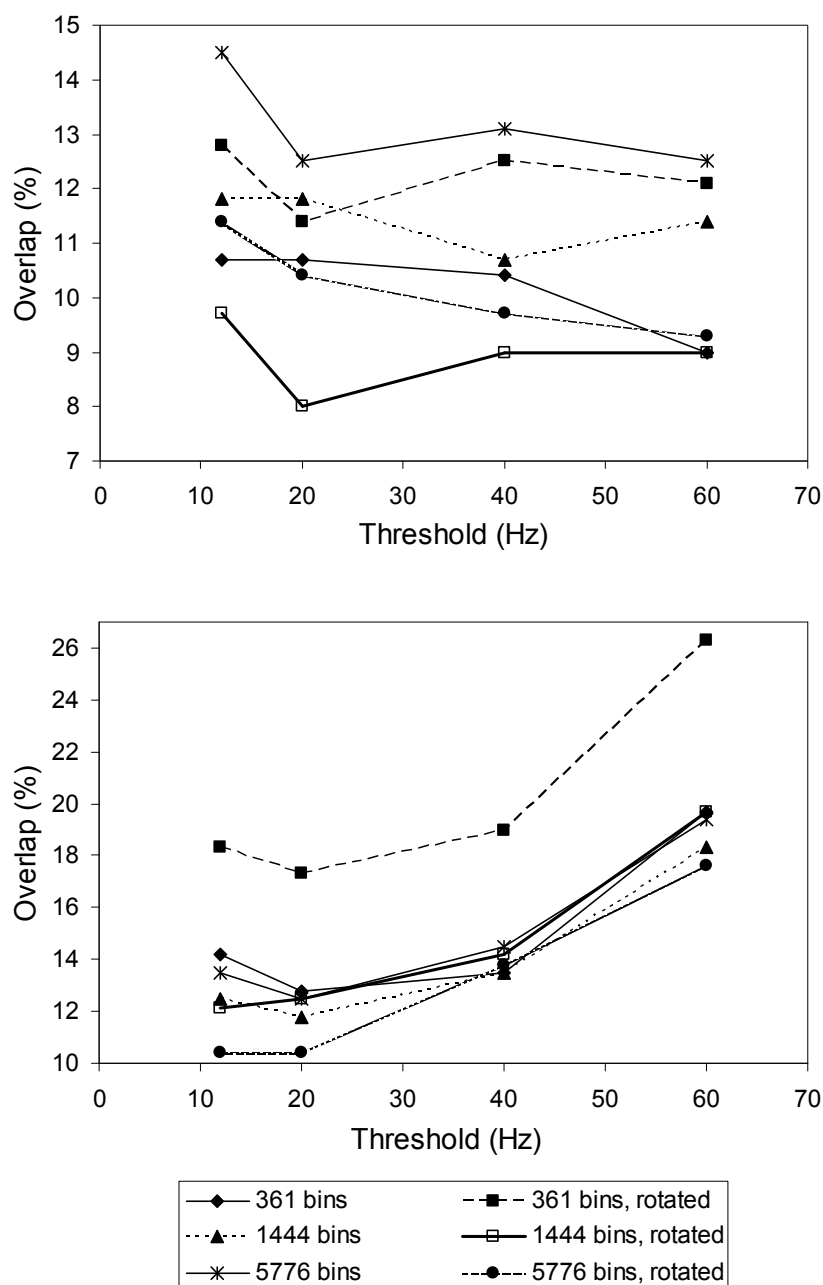 15
14
13
12
11
10
9
8
7
Overlap (%)
0 10 20 30 40 50 60 70
Threshold (Hz)
26
24
22
20
18
16
14
12
10
Overlap (%)
0 10 20 30 40 50 60 70
Threshold (Hz)
361 bins 361 bins, rotated
1444 bins 1444 bins, rotated
5776 bins 5776 bins, rotated